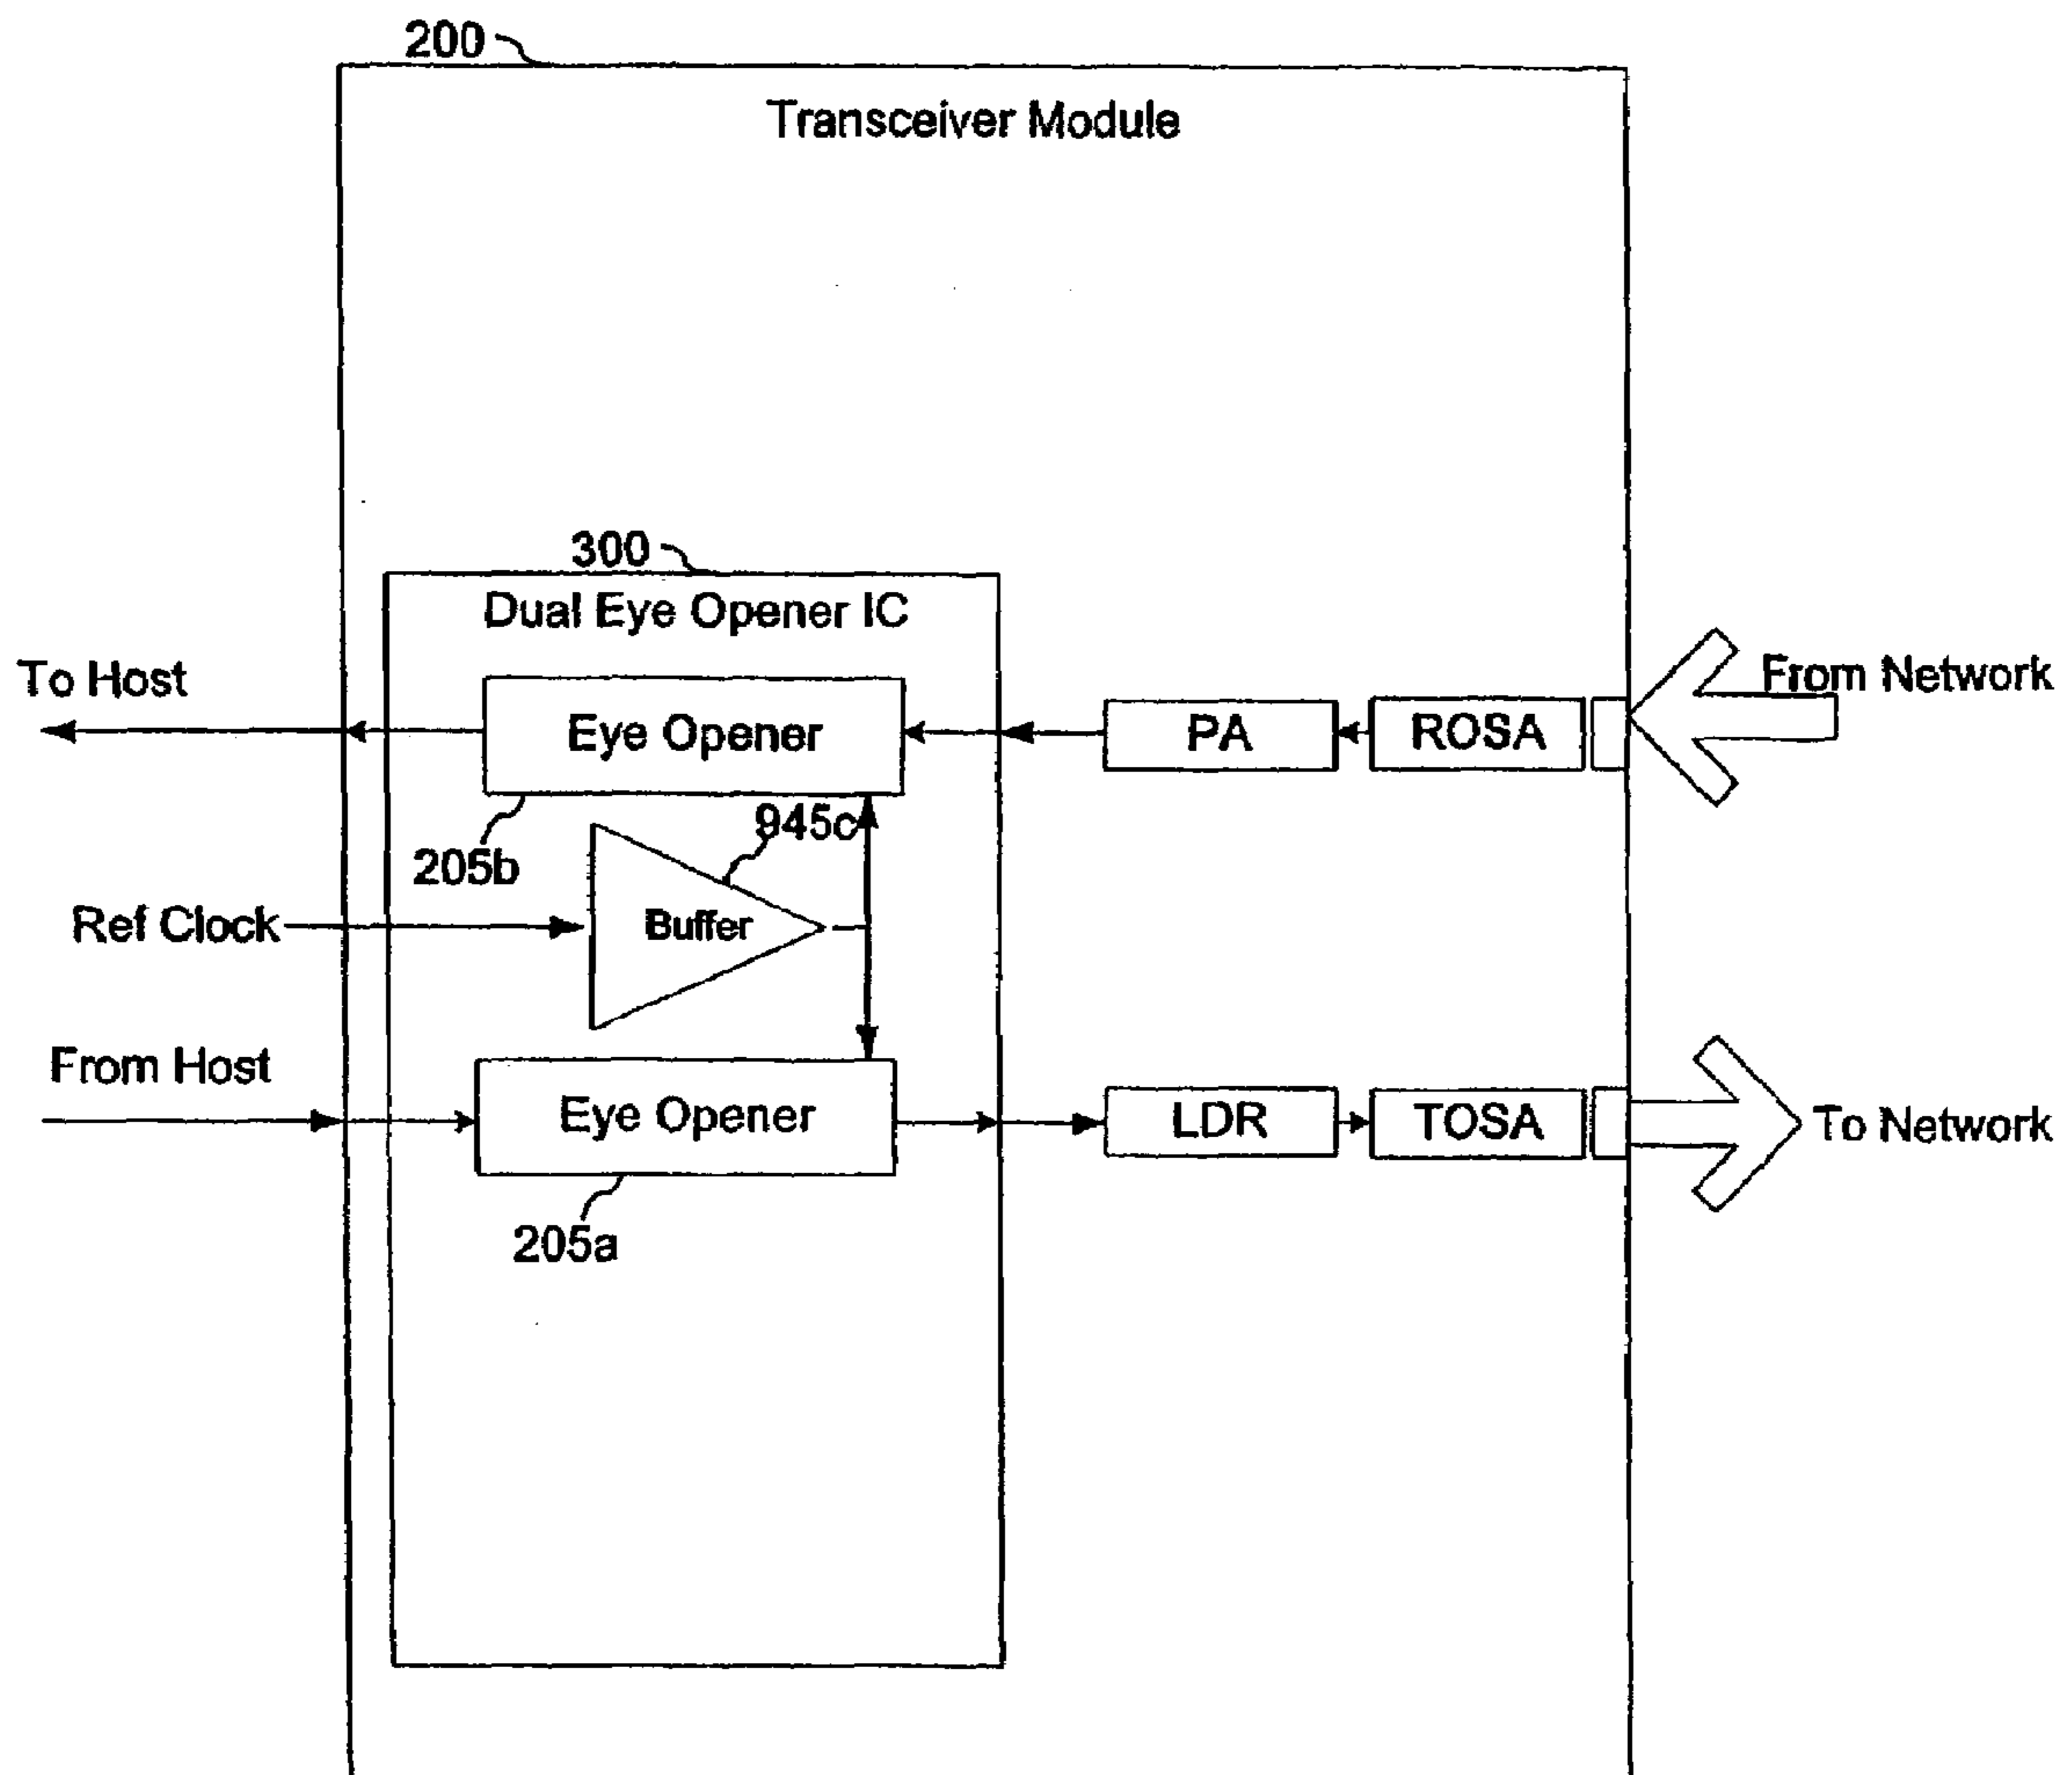 200
Transceiver Module
300
Dual Eye Opener IC
To Host
Eye Opener
PA
ROSA
From Network
945c
205b
Ref Clock
Buffer
From Host
Eye Opener
LDR
TOSA
To Network
205a